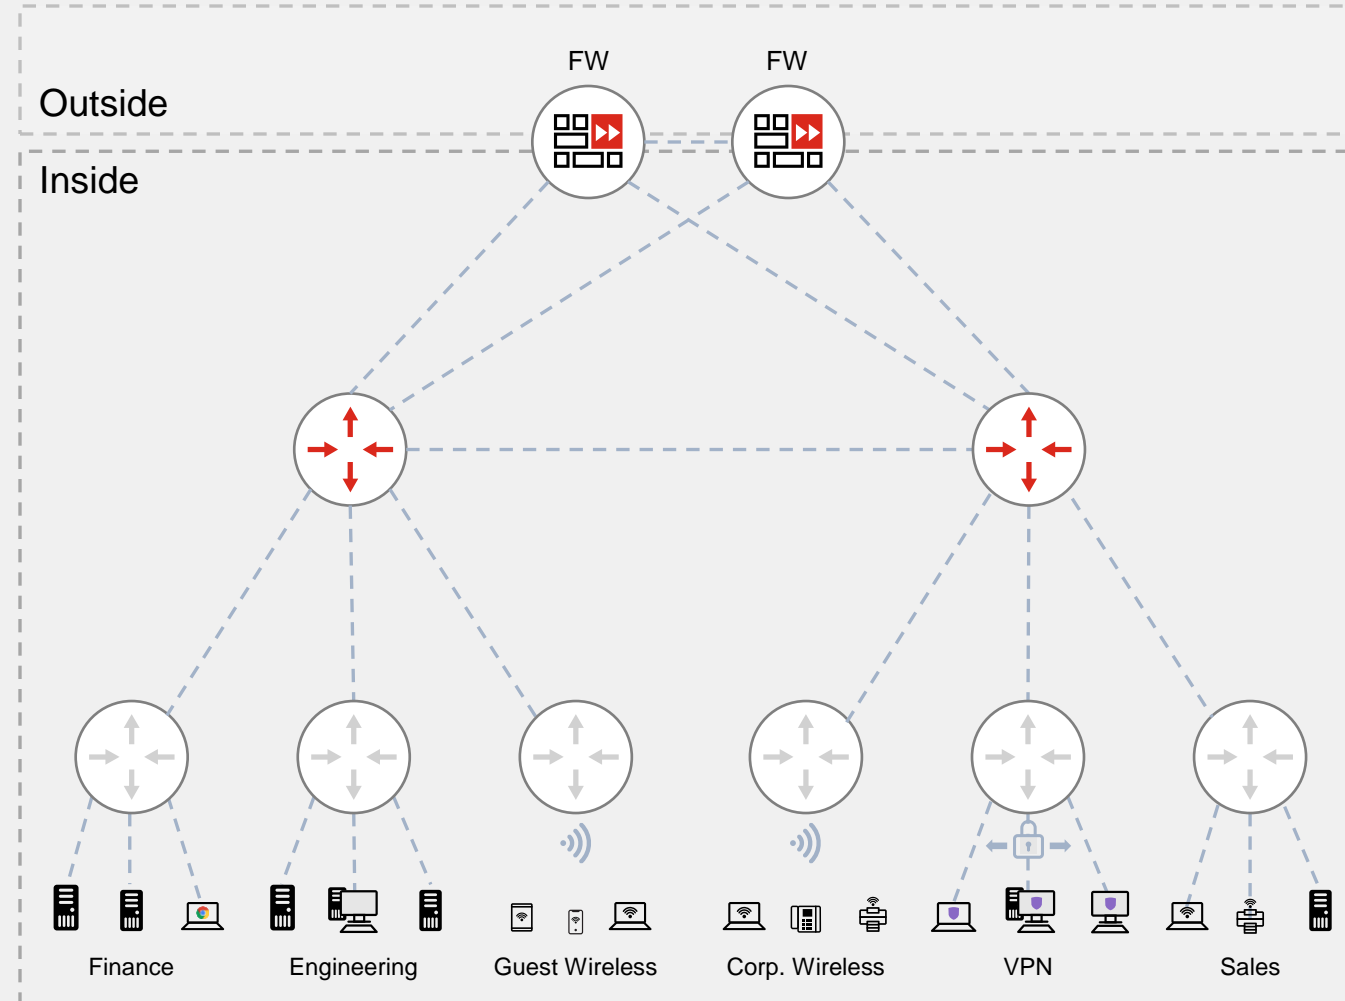 FW
FW
Outside
Inside
Finance
Engineering
Guest Wireless
Corp. Wireless
VPN
Sales